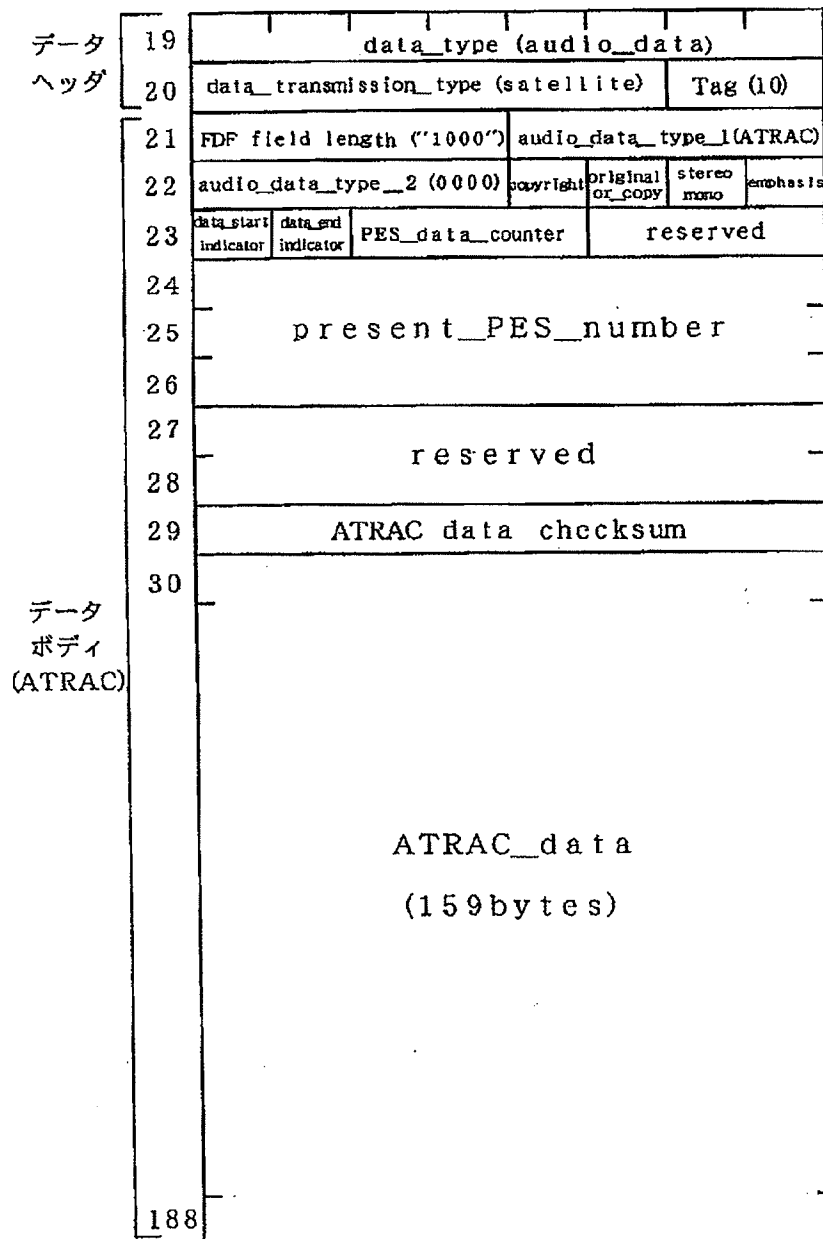 データ
ヘッダ
19
data_type (audio_data)
20
data_transmission_type (satellite)
Tag (10)
21
FDF field length ("1000")
audio_data_type_1(ATRAC)
22
audio_data_type_2 (0000)
copyright
original
or_copy
stereo
mono
emphasis
23
data_start
indicator
data_end
indicator
PES_data_counter
reserved
24
25
present_PES_number
26
27
reserved
28
29
ATRAC data checksum
30
データ
ボディ
(ATRAC)
ATRAC_data
(159bytes)
188